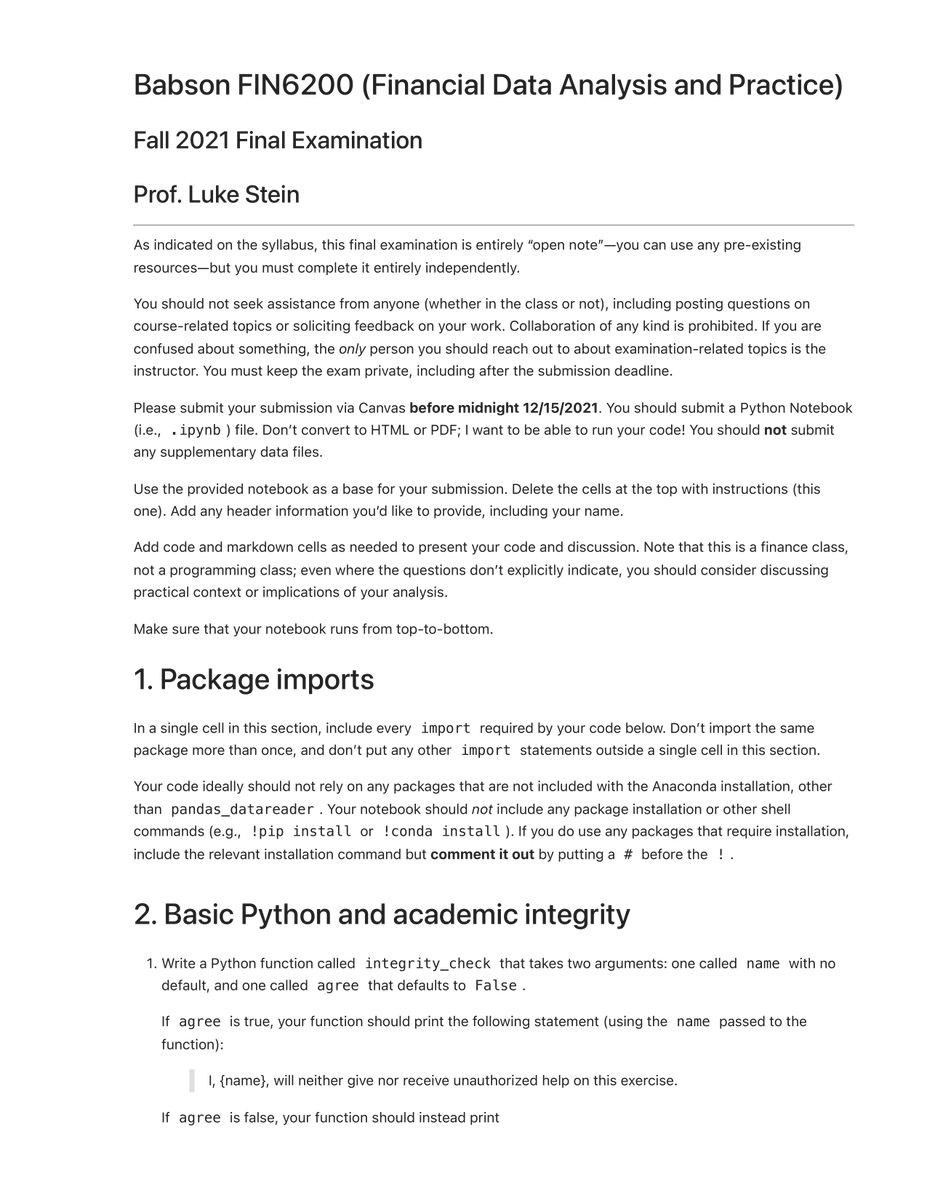 Babson FIN6200 (Financial Data Analysis and Practice)
Fall 2021 Final Examination
Prof. Luke Stein
As indicated on the syllabus, this final examination is entirely “open note”—you can use any pre-existing
resources—but you must complete it entirely independently.
You should not seek assistance from anyone (whether in the class or not), including posting questions on
course-related topics or soliciting feedback on your work. Collaboration of any kind is prohibited. If you are
confused about something, the only person you should reach out to about examination-related topics is the
instructor. You must keep the exam private, including after the submission deadline.
Please submit your submission via Canvas before midnight 12/15/2021. You should submit a Python Notebook
(i.e., .ipynb ) file. Don’t convert to HTML or PDF; I want to be able to run your code! You should not submit
any supplementary data files.
Use the provided notebook as a base for your submission. Delete the cells at the top with instructions (this
one). Add any header information you’d like to provide, including your name.
Add code and markdown cells as needed to present your code and discussion. Note that this is a finance class,
not a programming class; even where the questions don’t explicitly indicate, you should consider discussing
practical context or implications of your analysis.
Make sure that your notebook runs from top-to-bottom.
1. Package imports
In a single cell in this section, include every import required by your code below. Don’t import the same
package more than once, and don’t put any other import statements outside a single cell in this section.
Your code ideally should not rely on any packages that are not included with the Anaconda installation, other
than pandas_datareader . Your notebook should not include any package installation or other shell
commands (e.g., !pip install or !conda install ). If you do use any packages that require installation,
include the relevant installation command but comment it out by putting a # before the ! .
2. Basic Python and academic integrity
1. Write a Python function called integrity_check that takes two arguments: one called name with no
default, and one called agree that defaults to False .
If agree is true, your function should print the following statement (using the name passed to the
function):
I, {name}, will neither give nor receive unauthorized help on this exercise.
If agree is false, your function should instead print